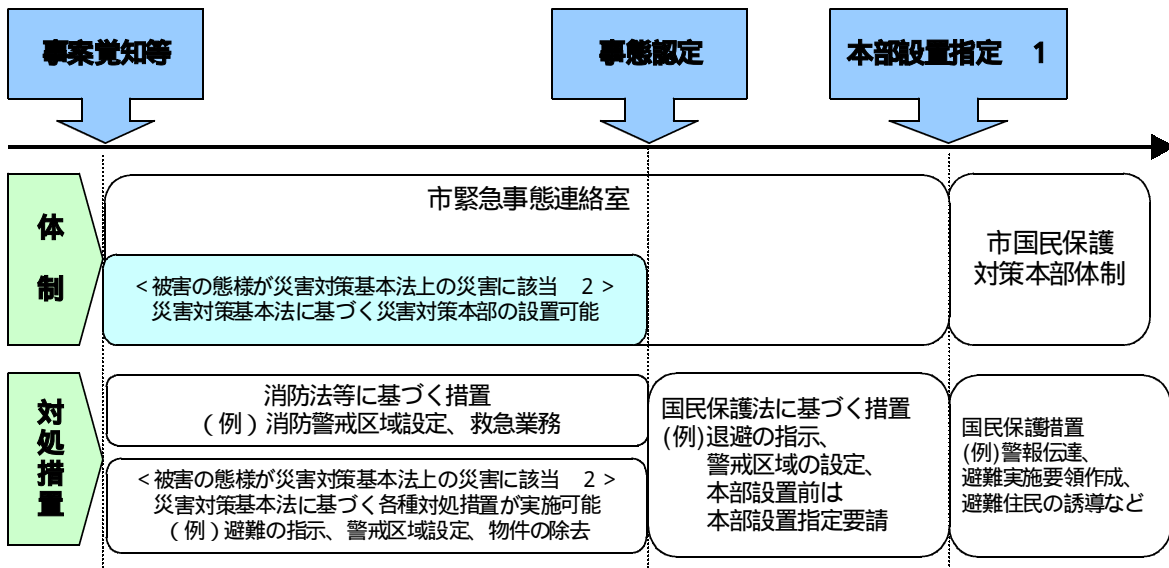 事案覚知等
事態認定
本部設置指定　1
体
制
市緊急事態連絡室
<被害の態様が災害対策基本法上の災害に該当　2>
災害対策基本法に基づく災害対策本部の設置可能
市国民保護
対策本部体制
対
処
措
置
消防法等に基づく措置
(例)消防警戒区域設定、救急業務
<被害の態様が災害対策基本法上の災害に該当　2>
災害対策基本法に基づく各種対処措置が実施可能
(例)避難の指示、警戒区域設定、物件の除去
国民保護法に基づく措置
(例)退避の指示、
警戒区域の設定、
本部設置前は
本部設置指定要請
国民保護措置
(例)警報伝達、
避難実施要領作成、
避難住民の誘導など